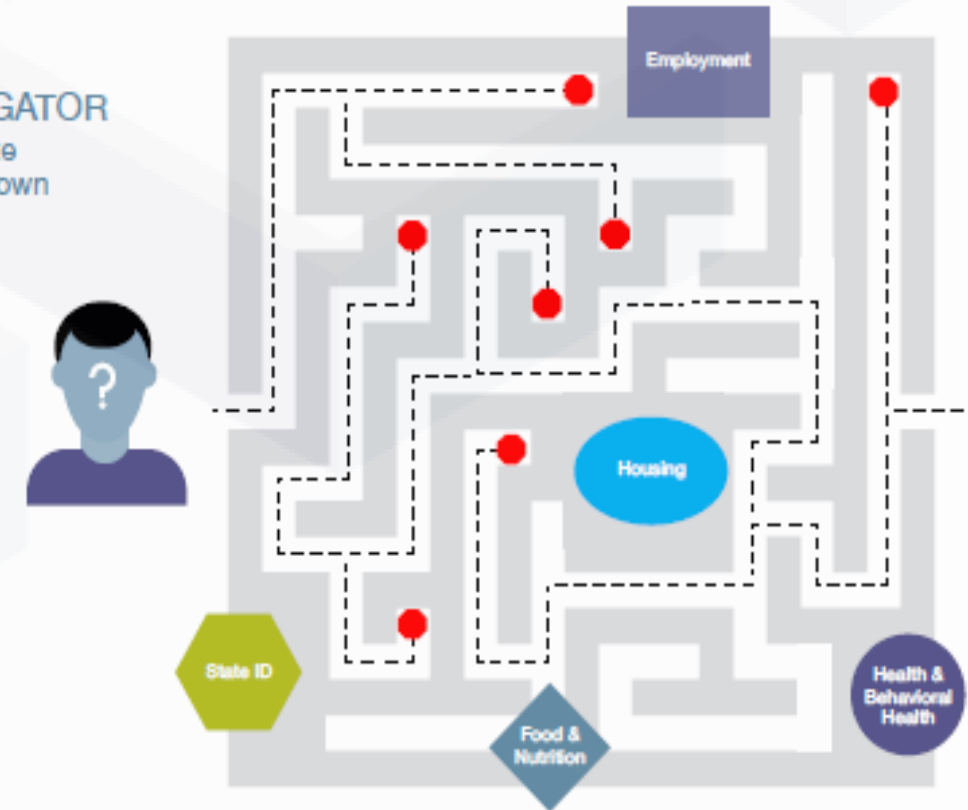 GATOR
e
own
Employment
?
Housing
State ID
Health &
Behavioral
Health
Food &
Nutrition